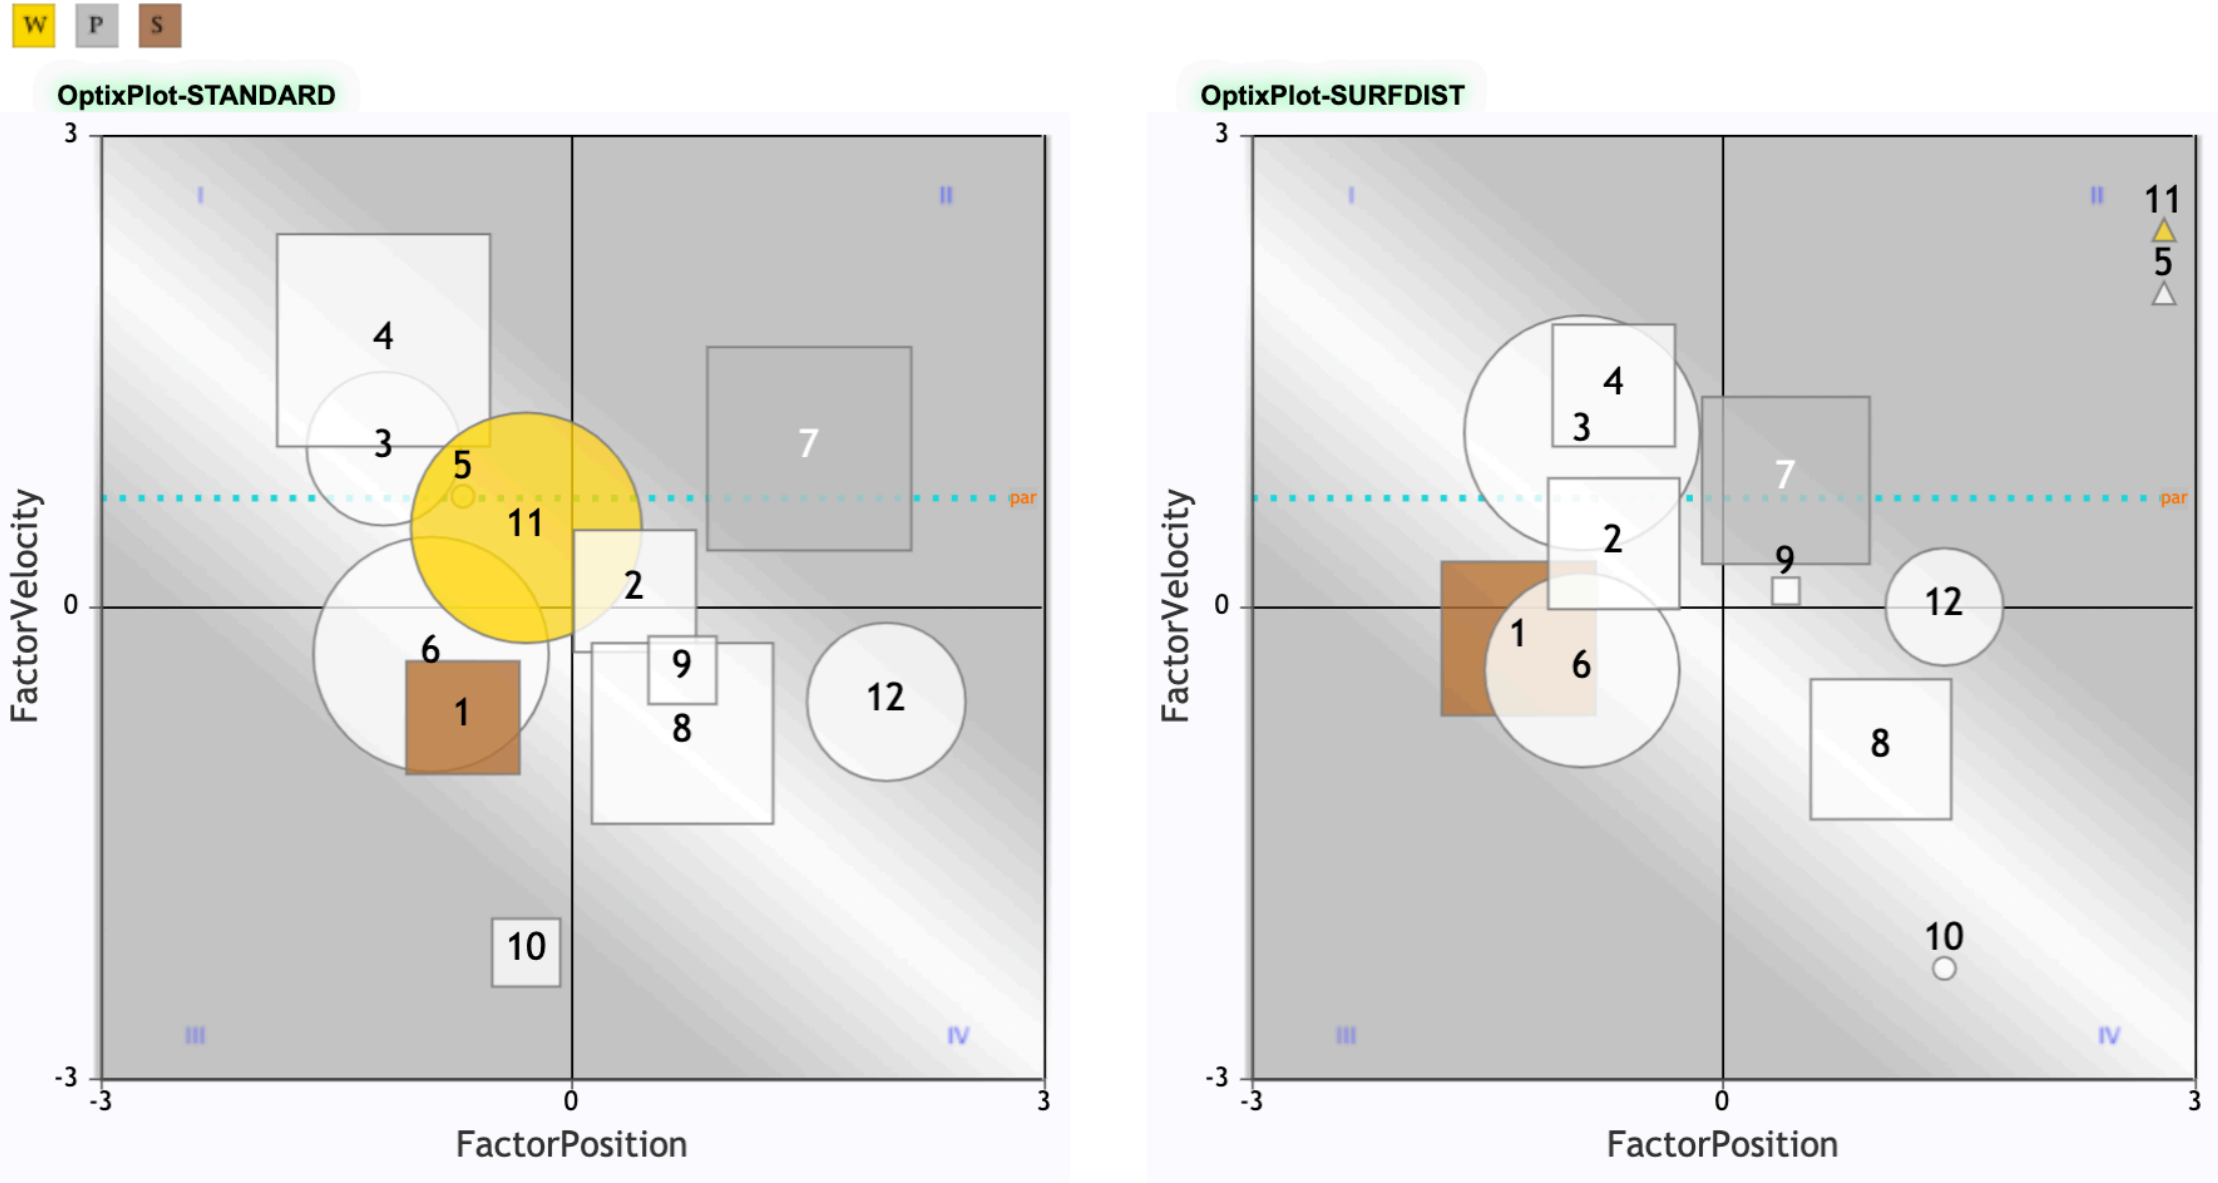 W P S
OptixPlot-STANDARD
3
I
II
4
3
5
11
7
par
2
0
6
9
1
8
12
10
III
IV
-3
-3
0
3
FactorVelocity
FactorPosition
OptixPlot-SURFDIST
3
I
II
11
5
4
3
7
par
2
9
0
12
1
6
8
10
III
IV
-3
-3
0
3
FactorVelocity
FactorPosition